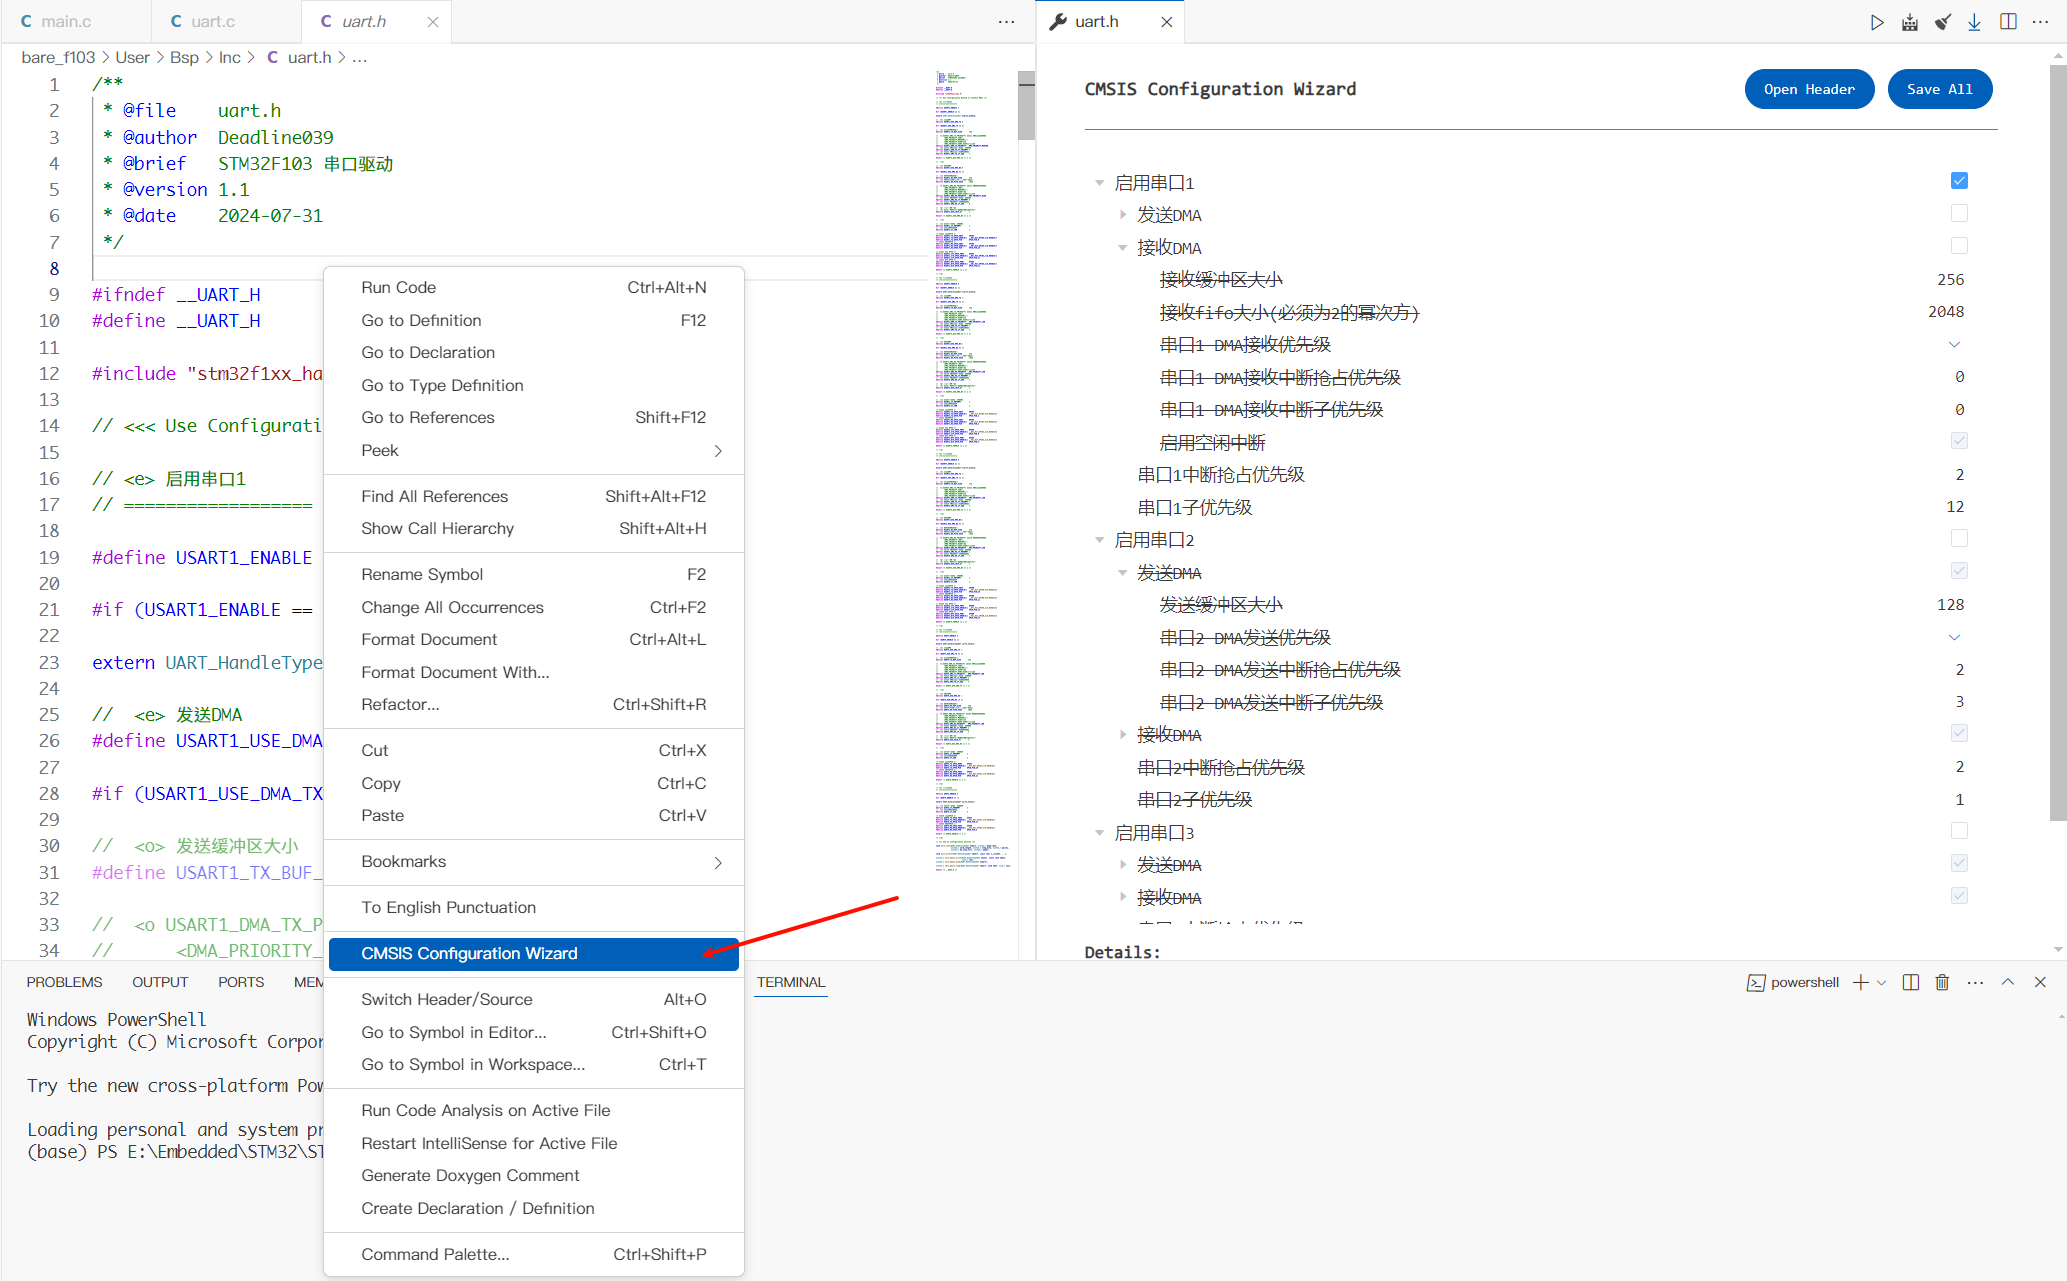 C main.c
C uart.c
C uart.h
bare_f103 > User > Bsp > Inc > C uart.h > ...
1 /**
2 * @file uart.h
3 * @author Deadline039
4 * @brief STM32F103 串口驱动
5 * @version 1.1
6 * @date 2024-07-31
7 */
8
9 #ifndef __UART_H
10 #define __UART_H
11
12 #include "stm32f1xx_ha
13
14 // <<< Use Configurati
15
16 // <e> 启用串口1
17 // ==================
18
19 #define USART1_ENABLE
20
21 #if (USART1_ENABLE ==
22
23 extern UART_HandleType
24
25 // <e> 发送DMA
26 #define USART1_USE_DMA
27
28 #if (USART1_USE_DMA_TX
29
30 // <o> 发送缓冲区大小
31 #define USART1_TX_BUF_
32
33 // <o USART1_DMA_TX_P
34 // <DMA_PRIORITY_
Run Code Ctrl+Alt+N
Go to Definition F12
Go to Declaration
Go to Type Definition
Go to References Shift+F12
Peek
Find All References Shift+Alt+F12
Show Call Hierarchy Shift+Alt+H
Rename Symbol F2
Change All Occurrences Ctrl+F2
Format Document Ctrl+Alt+L
Format Document With...
Refactor... Ctrl+Shift+R
Cut Ctrl+X
Copy Ctrl+C
Paste Ctrl+V
Bookmarks
To English Punctuation
CMSIS Configuration Wizard
Switch Header/Source Alt+O
Go to Symbol in Editor... Ctrl+Shift+O
Go to Symbol in Workspace... Ctrl+T
Run Code Analysis on Active File
Restart IntelliSense for Active File
Generate Doxygen Comment
Create Declaration / Definition
Command Palette... Ctrl+Shift+P
uart.h
CMSIS Configuration Wizard
Open Header
Save All
启用串口1
发送DMA
接收DMA
接收缓冲区大小 256
接收fifo大小(必须为2的幂次方) 2048
串口1 DMA接收优先级
串口1 DMA接收中断抢占优先级 0
串口1 DMA接收中断子优先级 0
启用空闲中断
串口1中断抢占优先级 2
串口1子优先级 12
启用串口2
发送DMA
发送缓冲区大小 128
串口2 DMA发送优先级
串口2 DMA发送中断抢占优先级 2
串口2 DMA发送中断子优先级 3
接收DMA
串口2中断抢占优先级 2
串口2子优先级 1
启用串口3
发送DMA
接收DMA
Details:
PROBLEMS OUTPUT PORTS MEM TERMINAL
powershell
Windows PowerShell
Copyright (C) Microsoft Corpor
Try the new cross-platform Pow
Loading personal and system pr
(base) PS E:\Embedded\STM32\ST